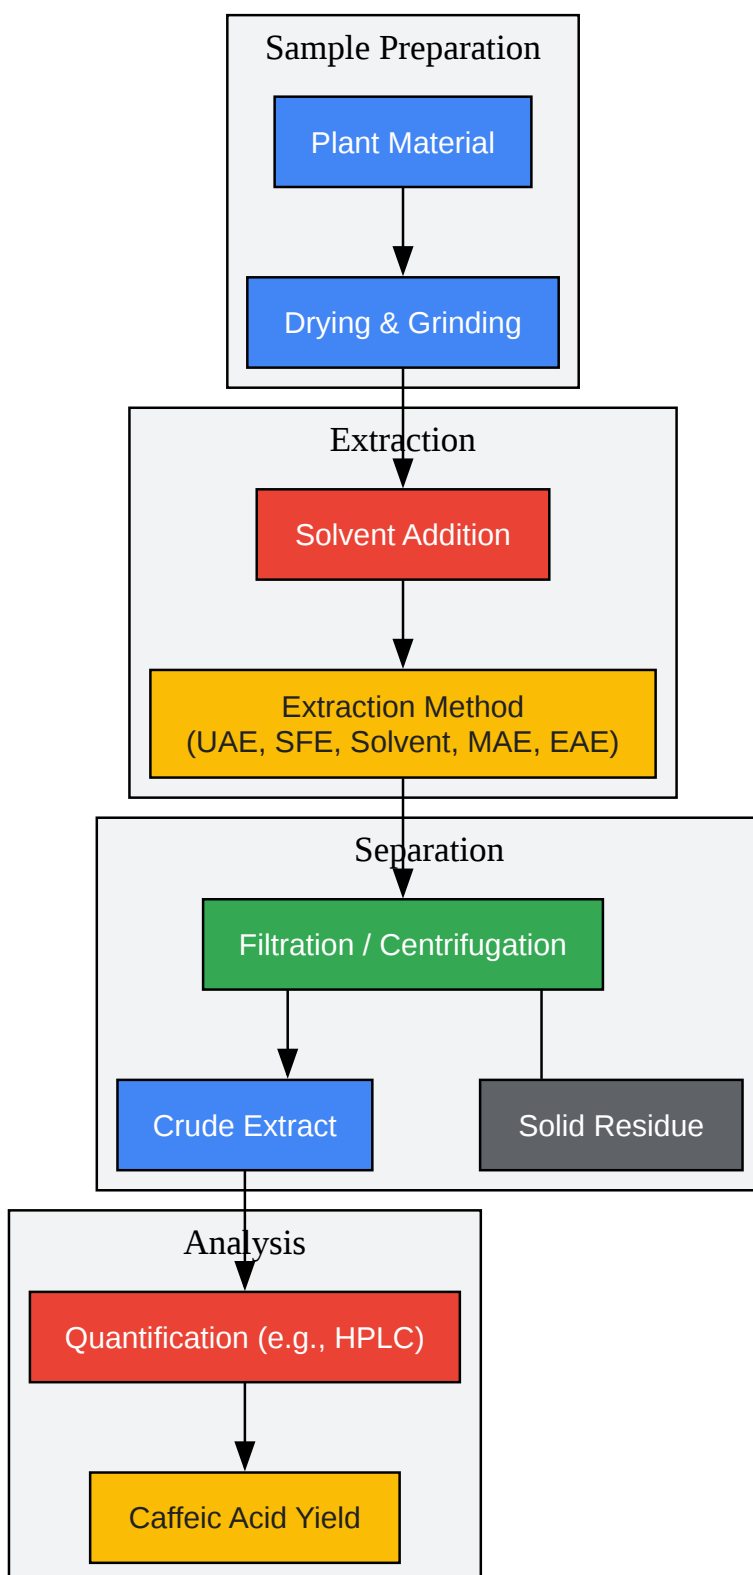 Sample Preparation
Plant Material
Drying & Grinding
Extraction
Solvent Addition
Extraction Method
(UAE, SFE, Solvent, MAE, EAE)
Separation
Filtration / Centrifugation
Crude Extract
Solid Residue
Analysis
Quantification (e.g., HPLC)
Caffeic Acid Yield